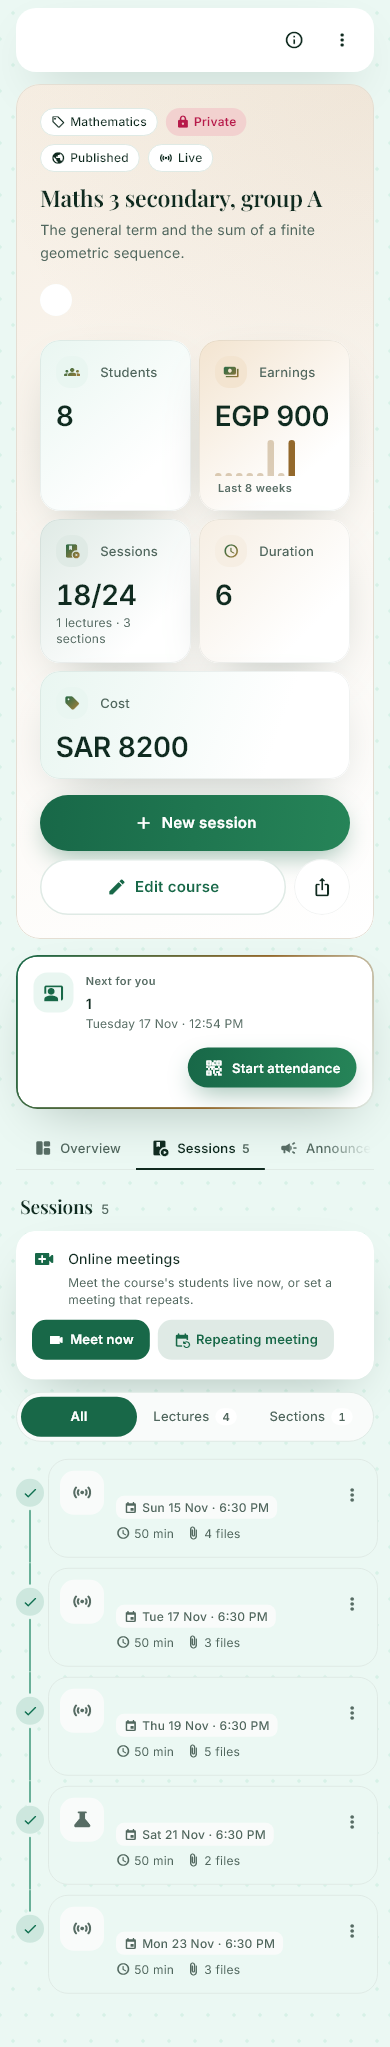 Mathematics
Private
Published
Live
Maths 3 secondary, group A
The general term and the sum of a finite
geometric sequence.
Students
8
Earnings
EGP 900
Last 8 weeks
Sessions
18/24
1 lectures · 3
sections
Duration
6
Cost
SAR 8200
New session
Edit course
Next for you
1
Tuesday 17 Nov · 12:54 PM
Start attendance
Overview
Sessions 5
Announce
Sessions 5
Online meetings
Meet the course's students live now, or set a
meeting that repeats.
Meet now
Repeating meeting
All
Lectures 4
Sections 1
Sun 15 Nov · 6:30 PM
50 min 4 files
Tue 17 Nov · 6:30 PM
50 min 3 files
Thu 19 Nov · 6:30 PM
50 min 5 files
Sat 21 Nov · 6:30 PM
50 min 2 files
Mon 23 Nov · 6:30 PM
50 min 3 files